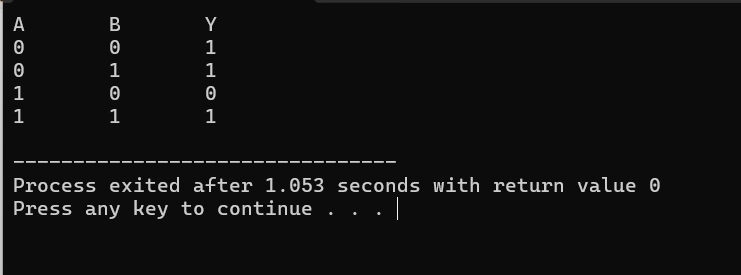 A B Y
0 0 1
0 1 1
1 0 0
1 1 1
--------------------------------
Process exited after 1.053 seconds with return value 0
Press any key to continue . . .